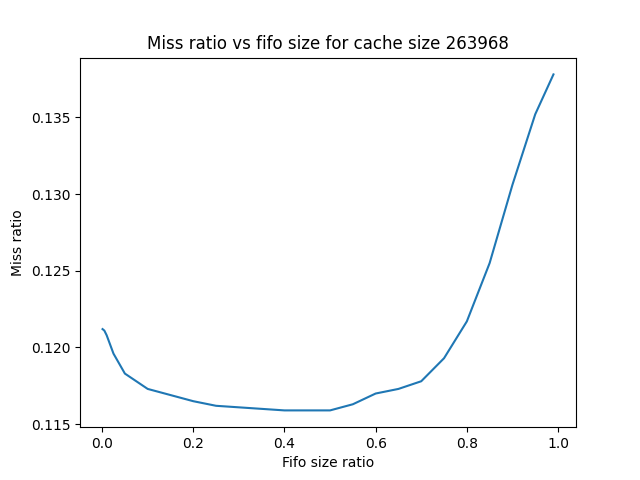 Miss ratio vs fifo size for cache size 263968
0.135
0.130
0.125
0.120
0.115
Miss ratio
0.0 0.2 0.4 0.6 0.8 1.0
Fifo size ratio